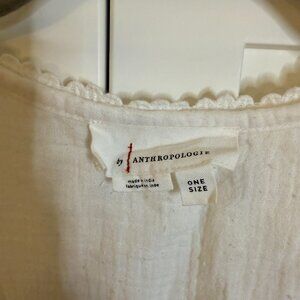 by ANTHROPOLOGIE
made in india
fabriqué en inde
ONE
SIZE